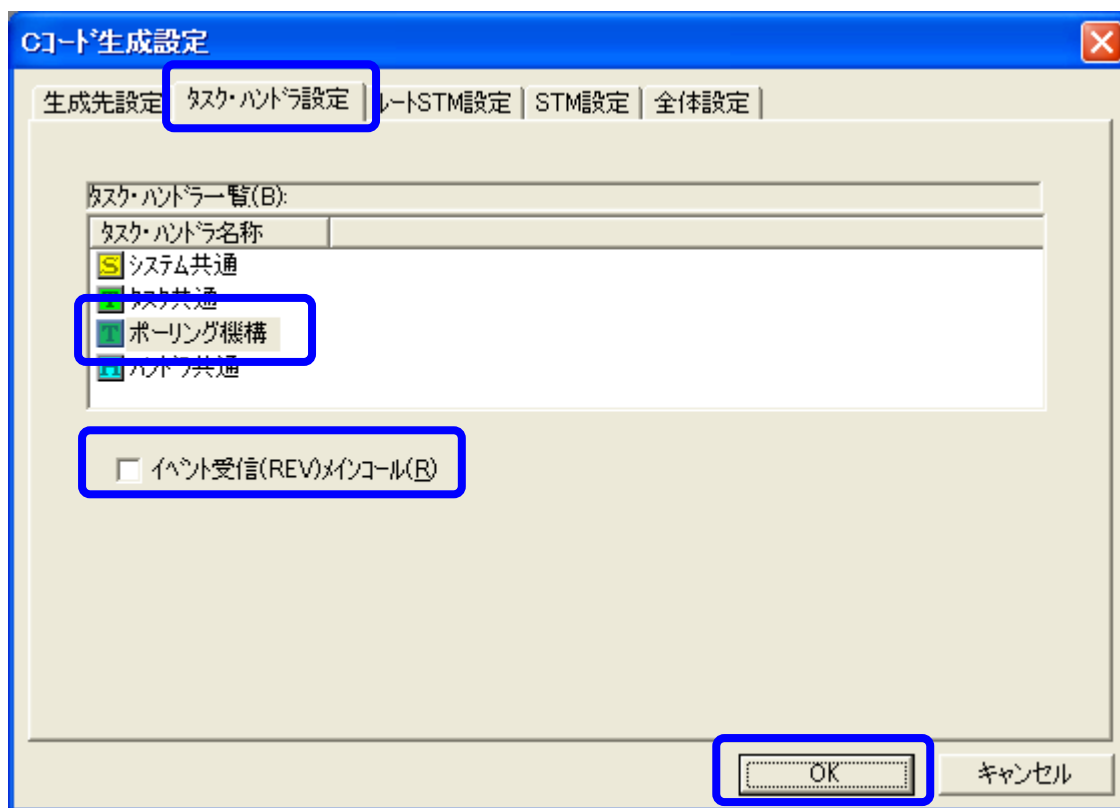 Cコード生成設定
生成先設定 タスク・ハンドラ設定 ルートSTM設定 STM設定 全体設定
タスク・ハンドラ一覧(B):
タスク・ハンドラ名称
システム共通
タスク共通
ポーリング機構
ハンドラ共通
イベント受信(REV)メインコール(R)
OK キャンセル